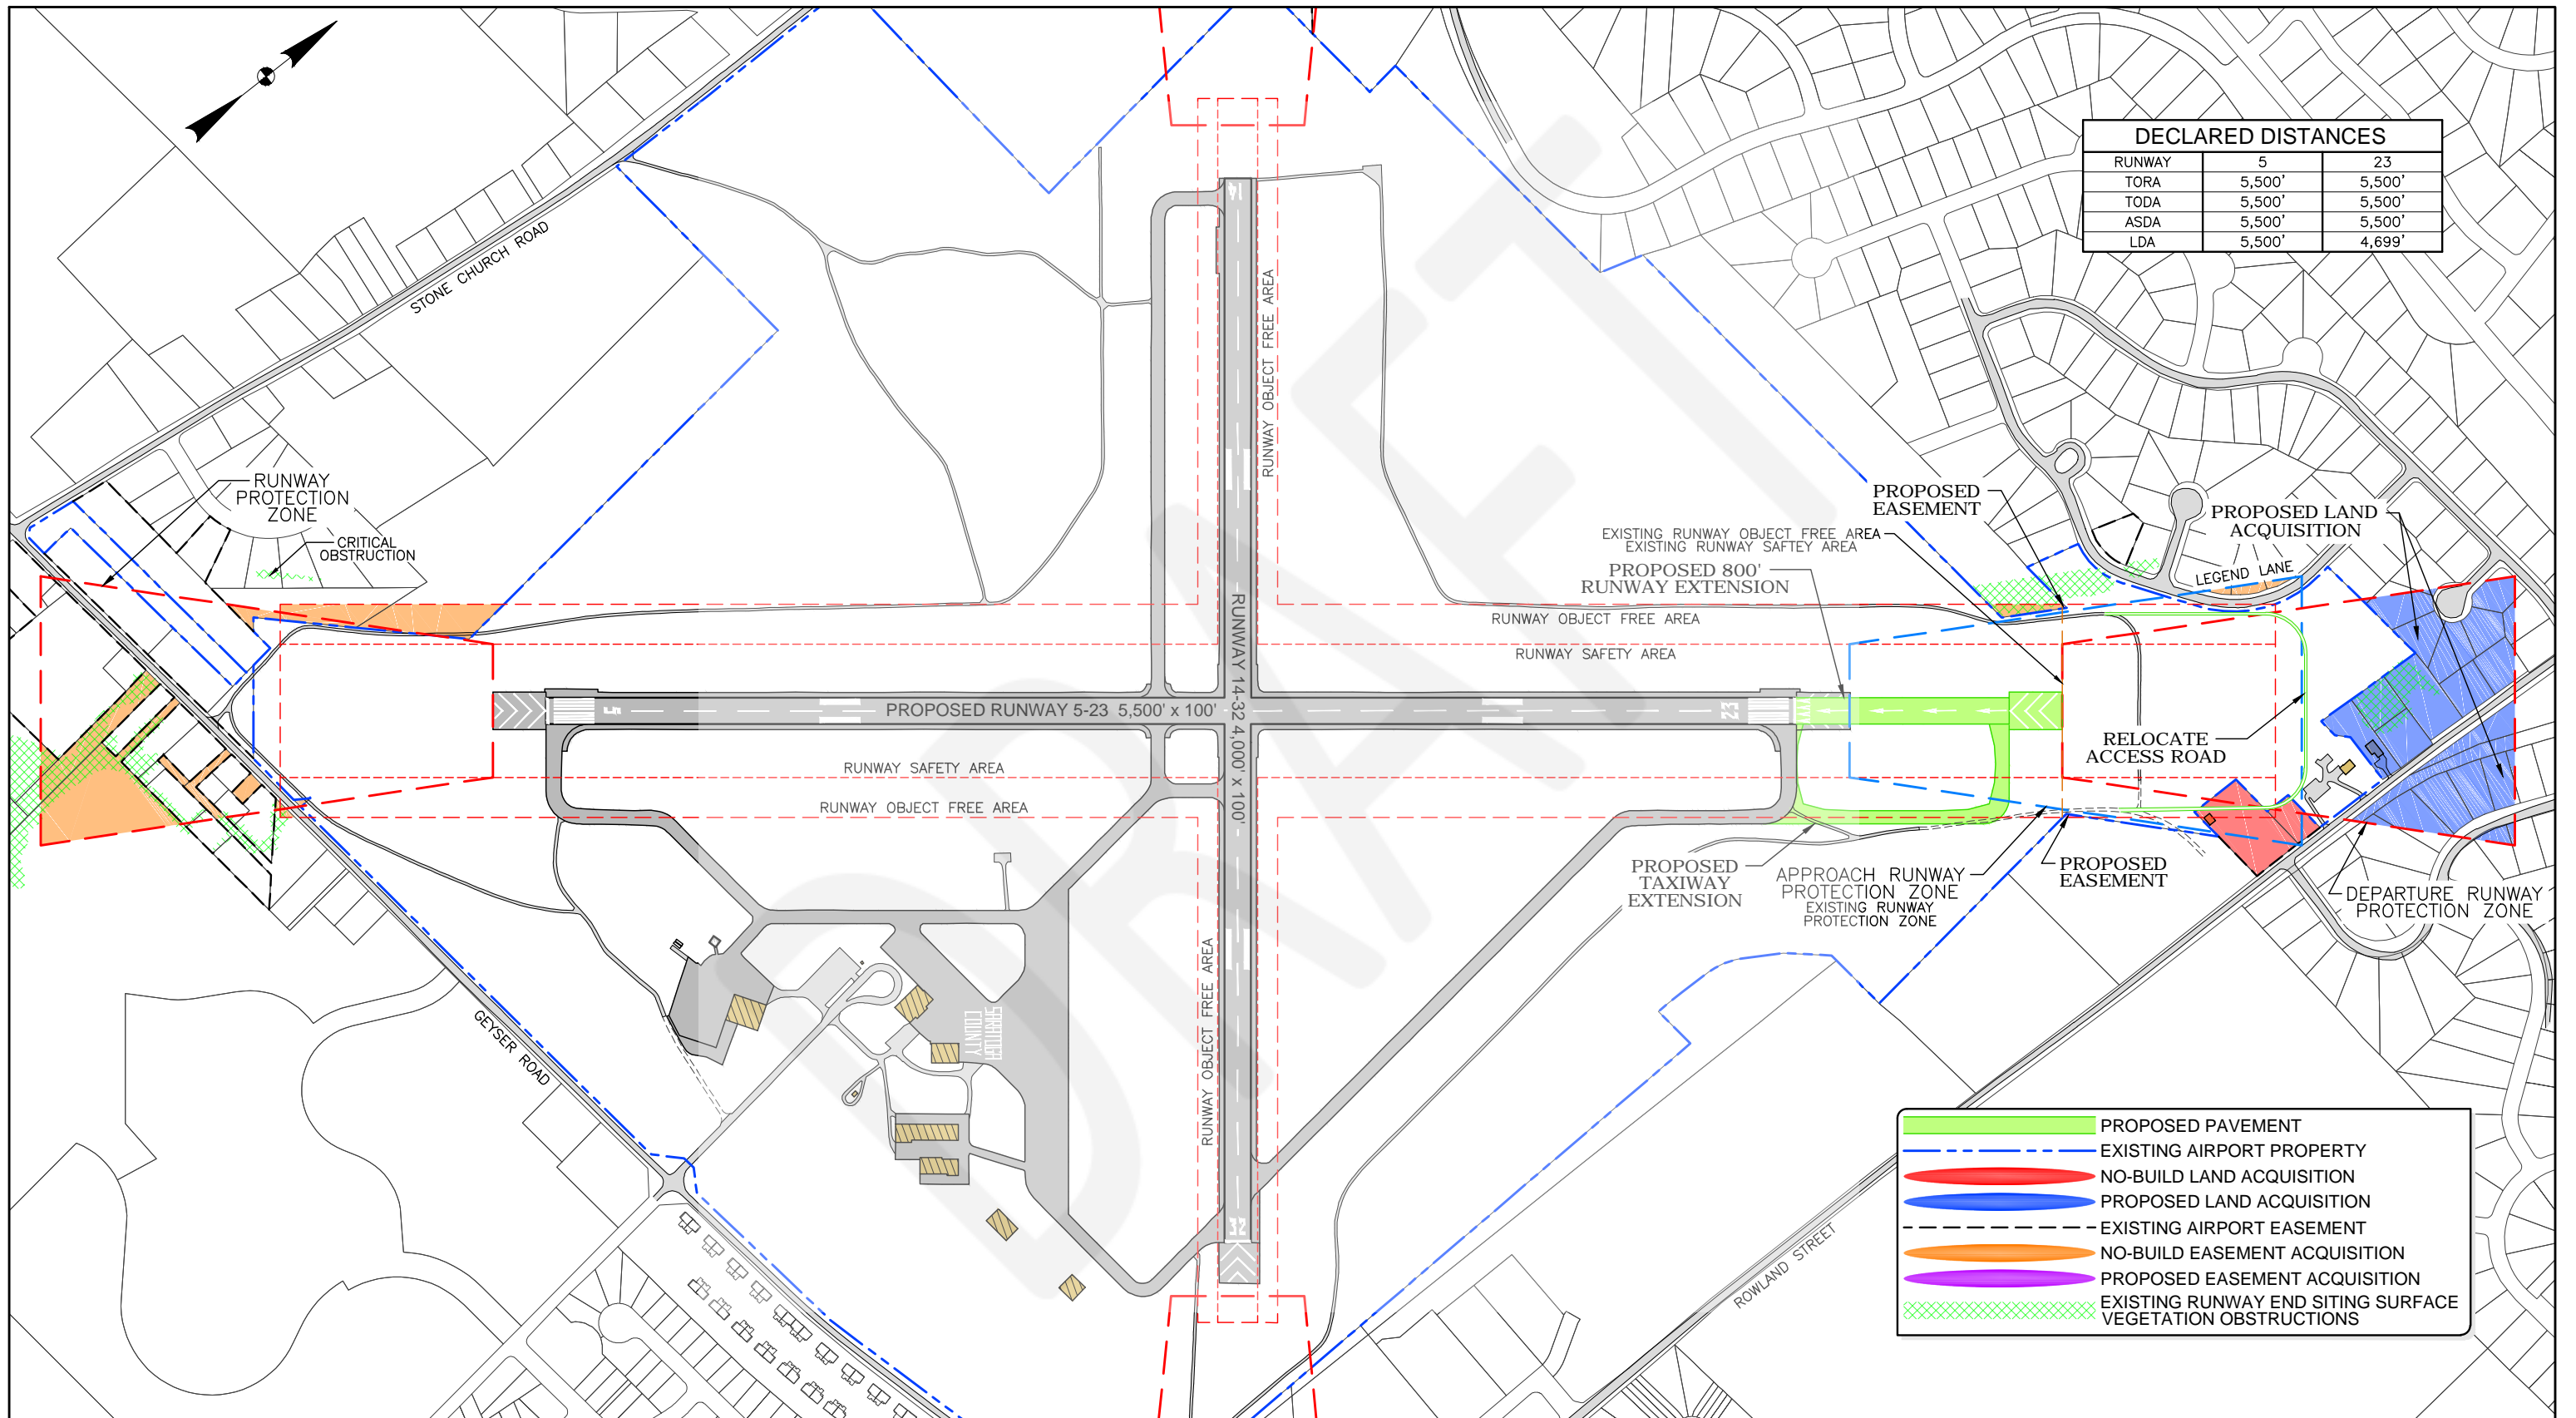 DRAFT
DECLARED DISTANCES
RUNWAY 5 23
TORA 5,500' 5,500'
TODA 5,500' 5,500'
ASDA 5,500' 5,500'
LDA 5,500' 4,699'
STONE CHURCH ROAD
14
RUNWAY OBJECT FREE AREA
RUNWAY
PROTECTION
ZONE
CRITICAL
OBSTRUCTION
PROPOSED
EASEMENT
PROPOSED LAND
ACQUISITION
EXISTING RUNWAY OBJECT FREE AREA
EXISTING RUNWAY SAFTEY AREA
PROPOSED 800'
RUNWAY EXTENSION
LEGEND LANE
RUNWAY OBJECT FREE AREA
RUNWAY SAFETY AREA
5
PROPOSED RUNWAY 5-23 5,500' x 100'
RUNWAY 14-32 4,000' x 100'
23
RELOCATE
ACCESS ROAD
RUNWAY SAFETY AREA
RUNWAY OBJECT FREE AREA
PROPOSED
TAXIWAY
EXTENSION
APPROACH RUNWAY
PROTECTION ZONE
EXISTING RUNWAY
PROTECTION ZONE
PROPOSED
EASEMENT
DEPARTURE RUNWAY
PROTECTION ZONE
SARATOGA
COUNTY
RUNWAY OBJECT FREE AREA
GEYSER ROAD
32
ROWLAND STREET
PROPOSED PAVEMENT
EXISTING AIRPORT PROPERTY
NO-BUILD LAND ACQUISITION
PROPOSED LAND ACQUISITION
EXISTING AIRPORT EASEMENT
NO-BUILD EASEMENT ACQUISITION
PROPOSED EASEMENT ACQUISITION
EXISTING RUNWAY END SITING SURFACE
VEGETATION OBSTRUCTIONS